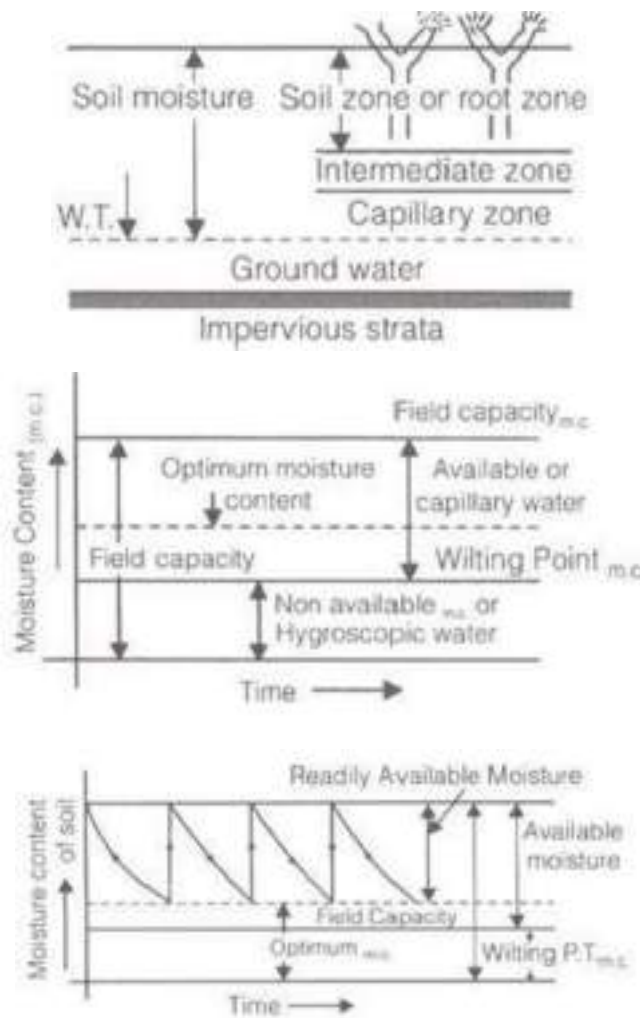 Soil moisture
Soil zone or root zone
Intermediate zone
W.T.
Capillary zone
Ground water
Impervious strata
Moisture Content (m.c.)
Field capacity m.c.
Optimum moisture
content
Available or
capillary water
Field capacity
Wilting Point m.c.
Non available m.c. or
Hygroscopic water
Time
Moisture content
of soil
Readily Available Moisture
Available
moisture
Field Capacity
Optimum m.c.
Wilting P.T m.c.
Time